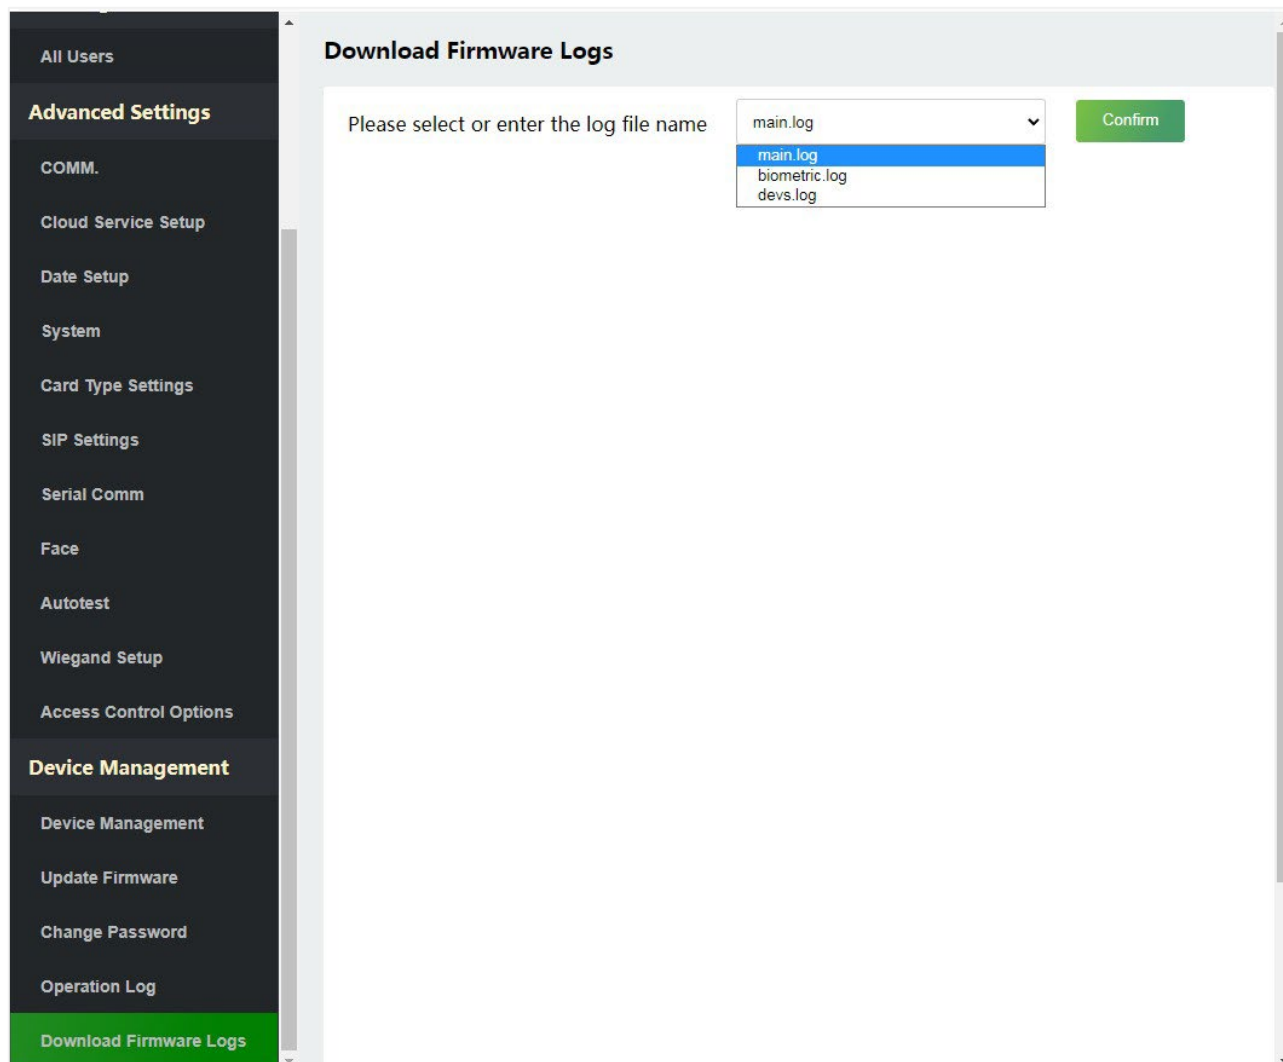 All Users
Advanced Settings
COMM.
Cloud Service Setup
Date Setup
System
Card Type Settings
SIP Settings
Serial Comm
Face
Autotest
Wiegand Setup
Access Control Options
Device Management
Device Management
Update Firmware
Change Password
Operation Log
Download Firmware Logs
Download Firmware Logs
Please select or enter the log file name
main.log
Confirm
main.log
biometric.log
devs.log